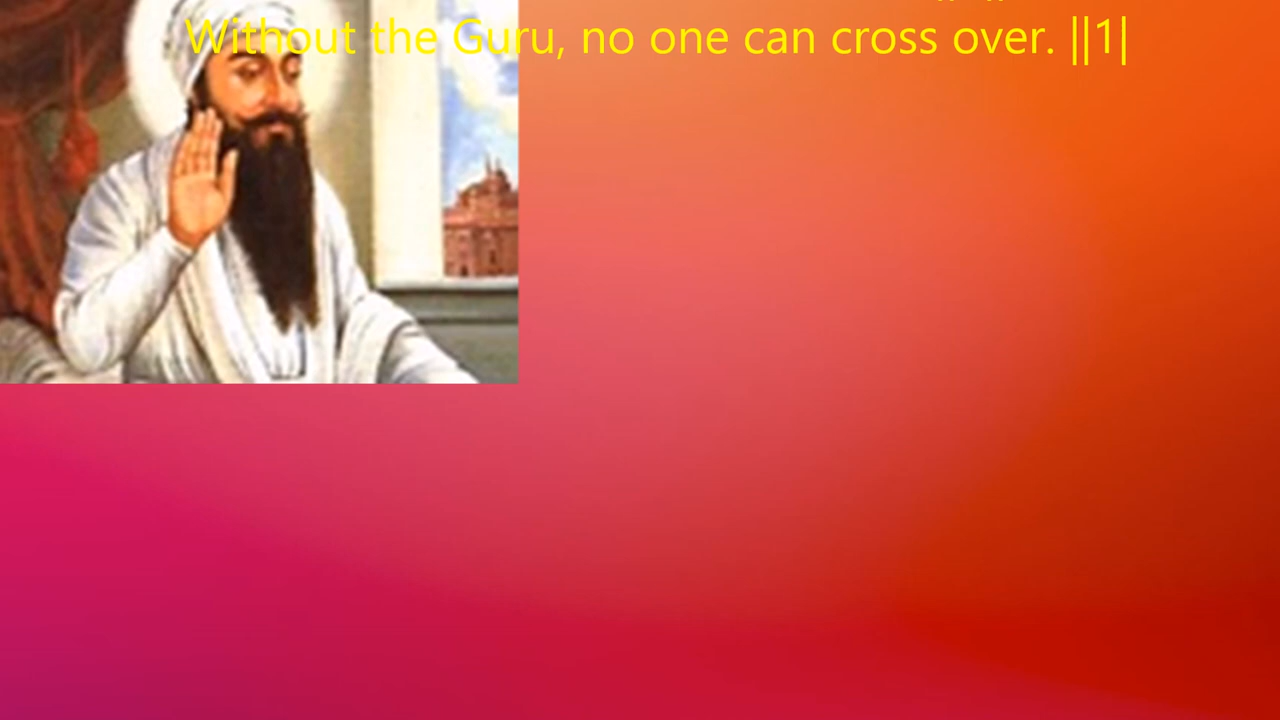 Without the Guru, no one can cross over. ||1|